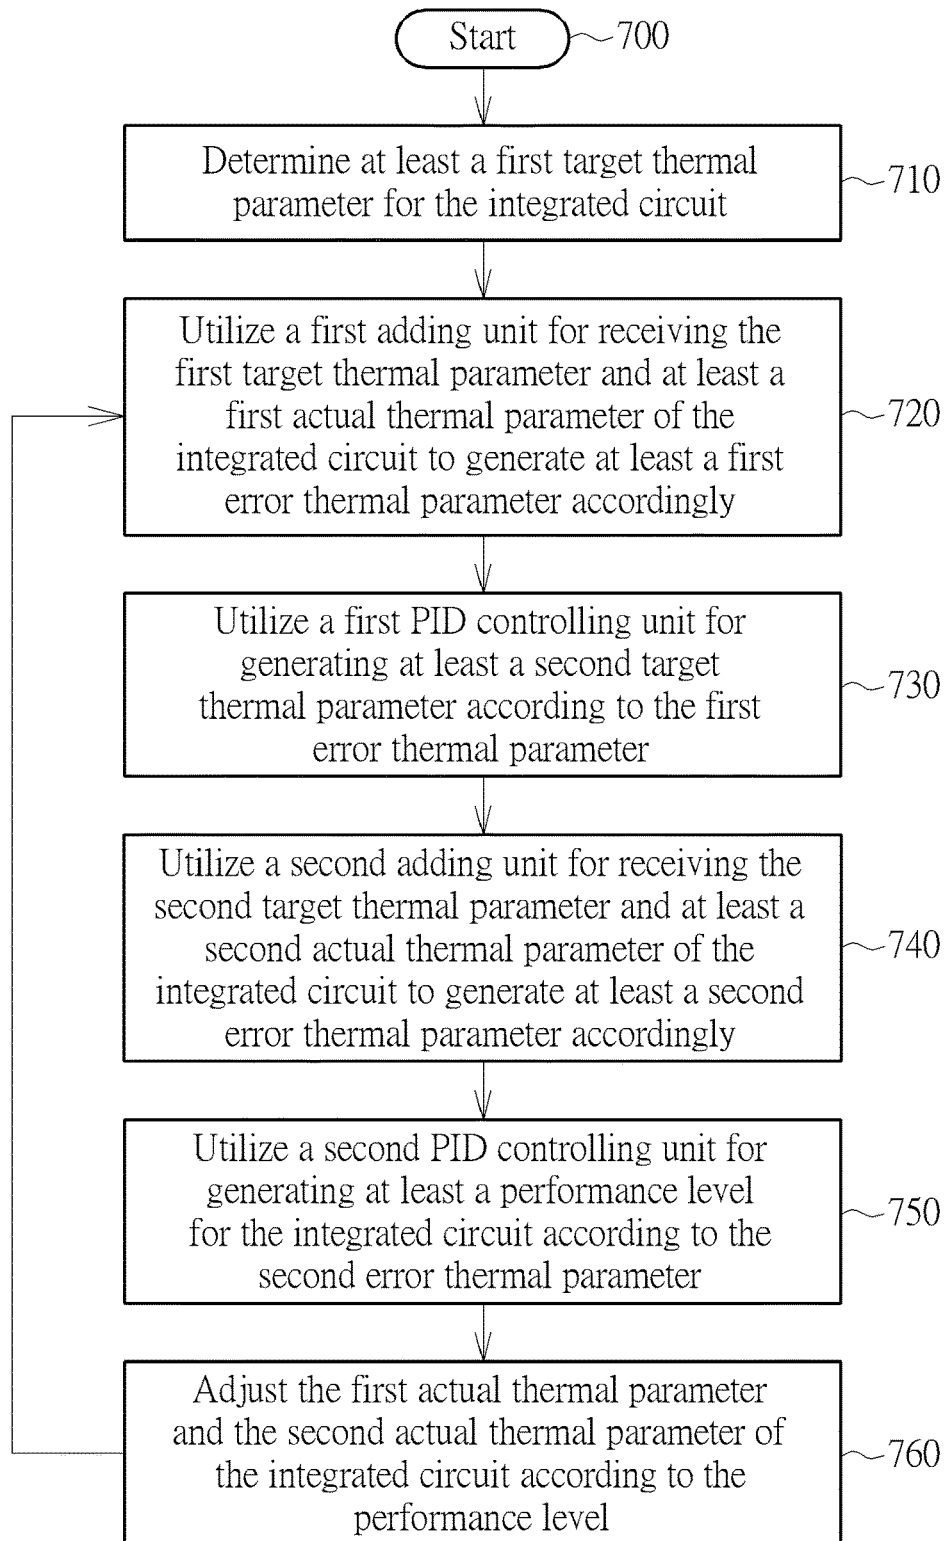 Start
700
Determine at least a first target thermal
parameter for the integrated circuit
710
Utilize a first adding unit for receiving the
first target thermal parameter and at least a
first actual thermal parameter of the
integrated circuit to generate at least a first
error thermal parameter accordingly
720
Utilize a first PID controlling unit for
generating at least a second target
thermal parameter according to the first
error thermal parameter
730
Utilize a second adding unit for receiving the
second target thermal parameter and at least a
second actual thermal parameter of the
integrated circuit to generate at least a second
error thermal parameter accordingly
740
Utilize a second PID controlling unit for
generating at least a performance level
for the integrated circuit according to the
second error thermal parameter
750
Adjust the first actual thermal parameter
and the second actual thermal parameter of
the integrated circuit according to the
performance level
760